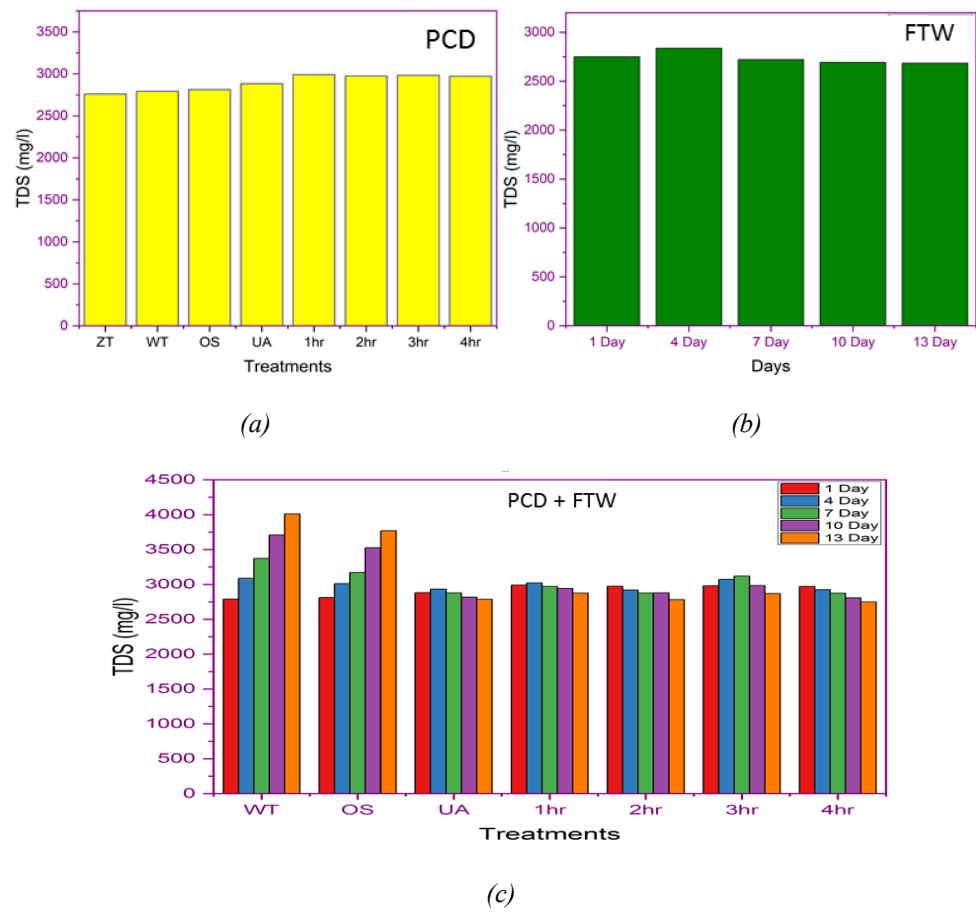 PCD
3500
3000
2500
2000
1500
1000
500
0
TDS (mg/l)
ZT WT OS UA 1hr 2hr 3hr 4hr
Treatments
(a)
FTW
3000
2500
2000
1500
1000
500
0
TDS (mg/l)
1 Day 4 Day 7 Day 10 Day 13 Day
Days
(b)
PCD + FTW
1 Day
4 Day
7 Day
10 Day
13 Day
4500
4000
3500
3000
2500
2000
1500
1000
500
0
TDS (mg/l)
WT OS UA 1hr 2hr 3hr 4hr
Treatments
(c)